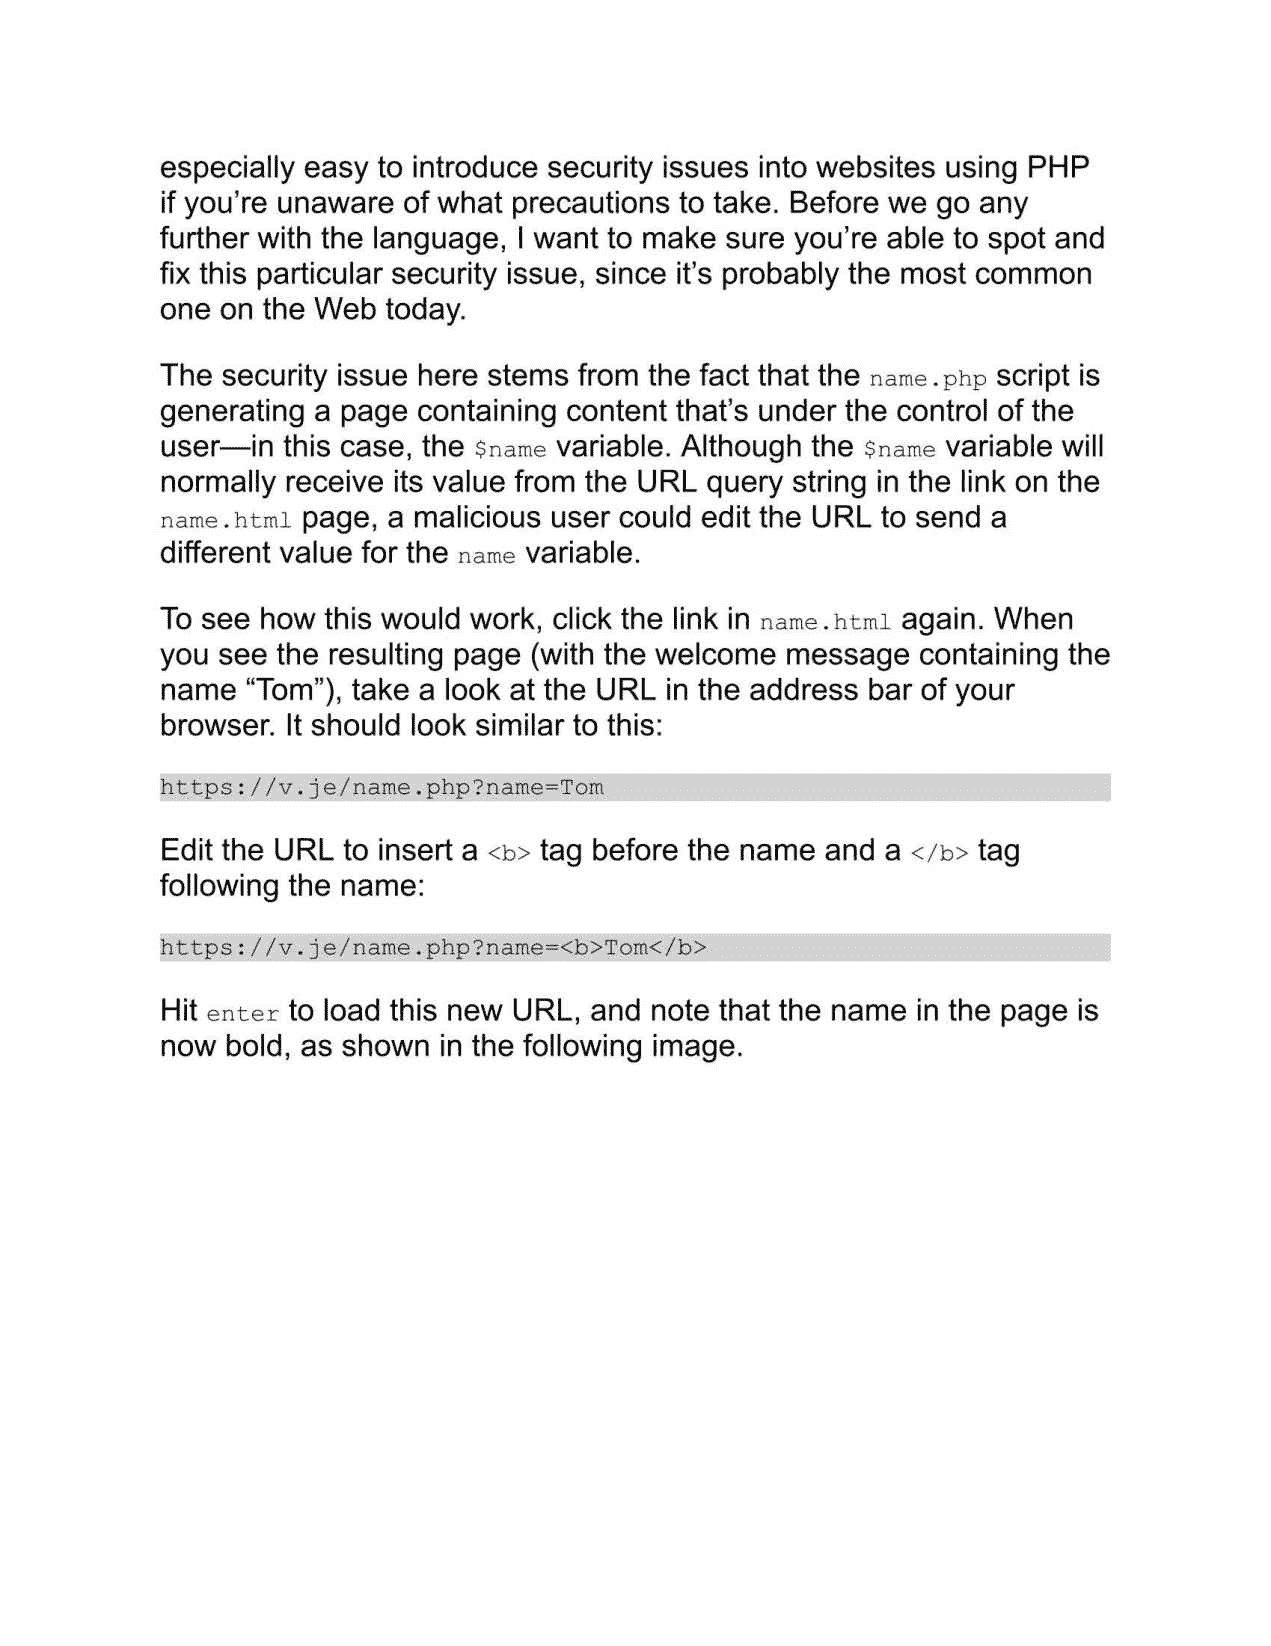 especially easy to introduce security issues into websites using PHP
if you’re unaware of what precautions to take. Before we go any
further with the language, I want to make sure you’re able to spot and
fix this particular security issue, since it’s probably the most common
one on the Web today.
The security issue here stems from the fact that the name.php script is
generating a page containing content that’s under the control of the
user—in this case, the $name variable. Although the $name variable will
normally receive its value from the URL query string in the link on the
name.html page, a malicious user could edit the URL to send a
different value for the name variable.
To see how this would work, click the link in name.html again. When
you see the resulting page (with the welcome message containing the
name “Tom”), take a look at the URL in the address bar of your
browser. It should look similar to this:
https://v.je/name.php?name=Tom
Edit the URL to insert a <b> tag before the name and a </b> tag
following the name:
https://v.je/name.php?name=<b>Tom</b>
Hit enter to load this new URL, and note that the name in the page is
now bold, as shown in the following image.